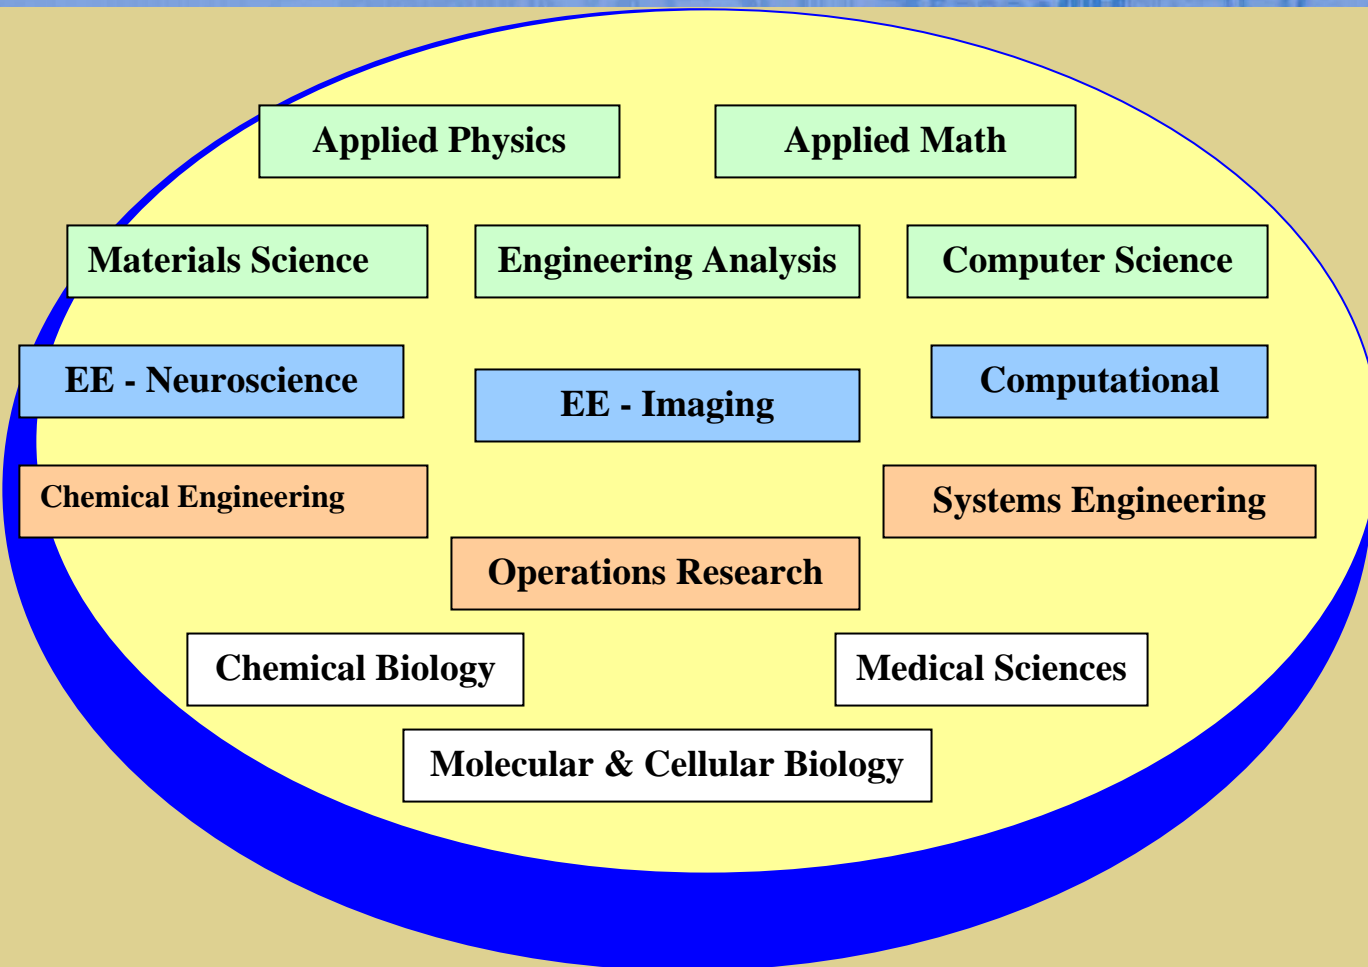 Applied Physics
Applied Math
Materials Science
Engineering Analysis
Computer Science
EE - Neuroscience
EE - Imaging
Computational
Chemical Engineering
Systems Engineering
Operations Research
Chemical Biology
Medical Sciences
Molecular & Cellular Biology